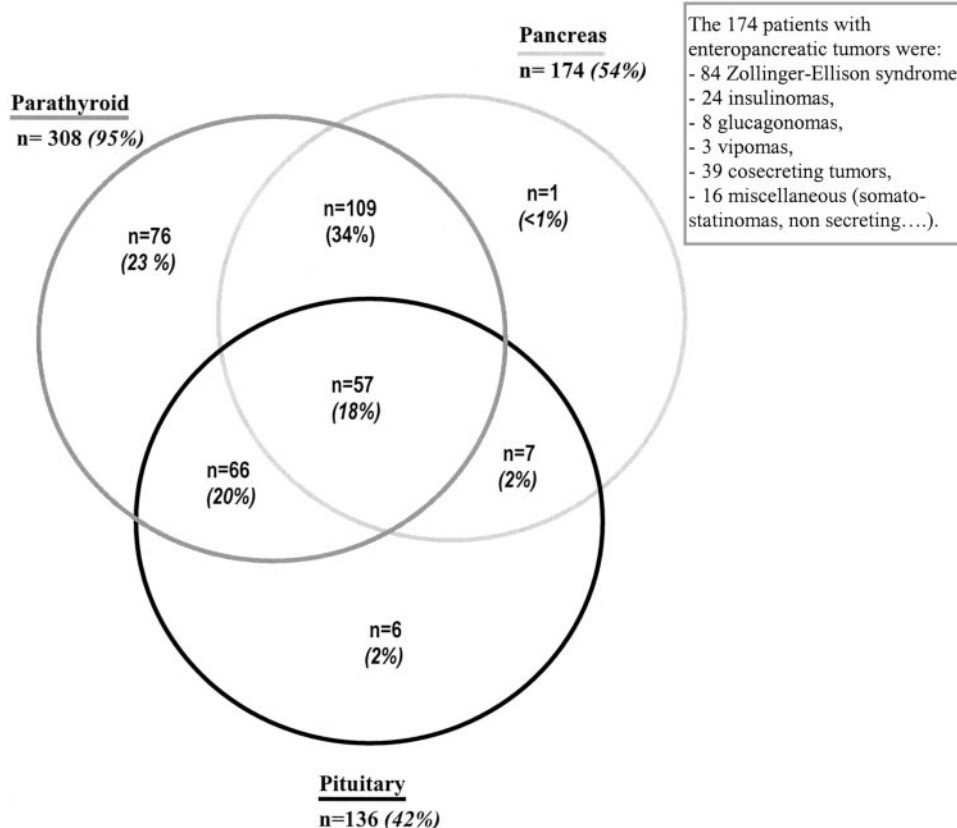 Pancreas
n= 174 (54%)
The 174 patients with
enteropancreatic tumors were:
- 84 Zollinger-Ellison syndrome
- 24 insulinomas,
- 8 glucagonomas,
- 3 vipomas,
- 39 cosecreting tumors,
- 16 miscellaneous (somato-
statinomas, non secreting….).
Parathyroid
n= 308 (95%)
n=76
(23 %)
n=109
(34%)
n=1
(<1%)
n=57
(18%)
n=66
(20%)
n=7
(2%)
n=6
(2%)
Pituitary
n=136 (42%)